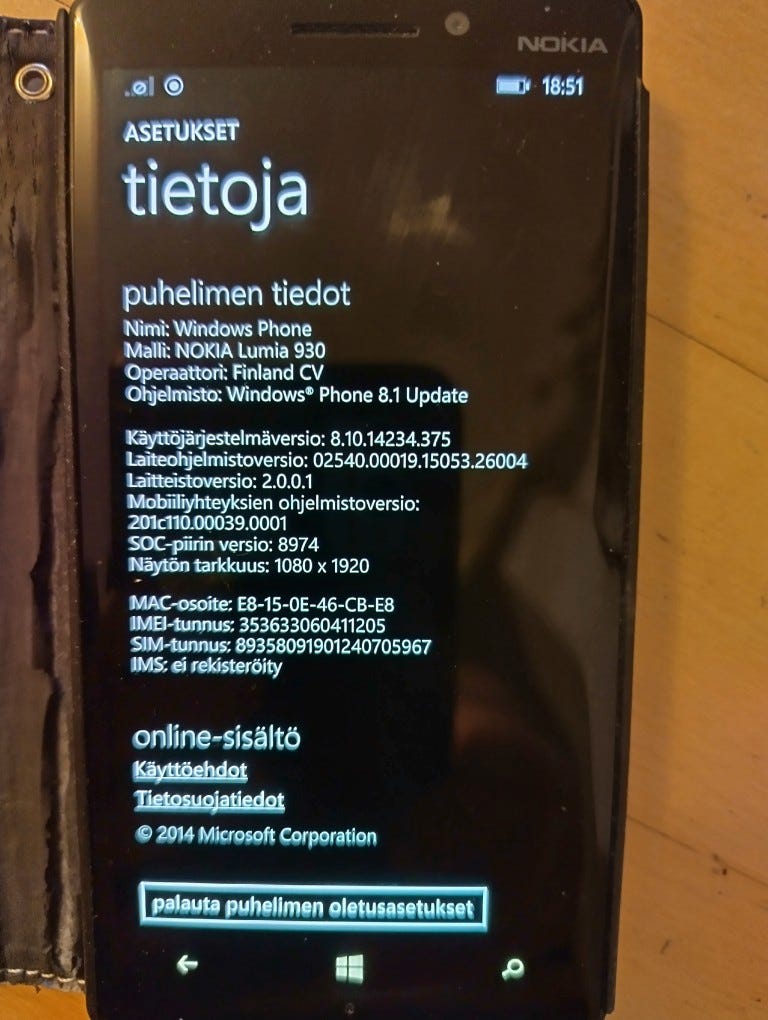 NOKIA
18:51
ASETUKSET
tietoja
puhelimen tiedot
Nimi: Windows Phone
Malli: NOKIA Lumia 930
Operaattori: Finland CV
Ohjelmisto: Windows® Phone 8.1 Update
Käyttöjärjestelmäversio: 8.10.14234.375
Laiteohjelmistoversio: 02540.00019.15053.26004
Laitteistoversio: 2.0.0.1
Mobiiliyhteyksien ohjelmistoversio:
201c110.00039.0001
SOC-piirin versio: 8974
Näytön tarkkuus: 1080 x 1920
MAC-osoite: E8-15-0E-46-CB-E8
IMEI-tunnus: 353633060411205
SIM-tunnus: 89358091901240705967
IMS: ei rekisteröity
online-sisältö
Käyttöehdot
Tietosuojatiedot
© 2014 Microsoft Corporation
palauta puhelimen oletusasetukset